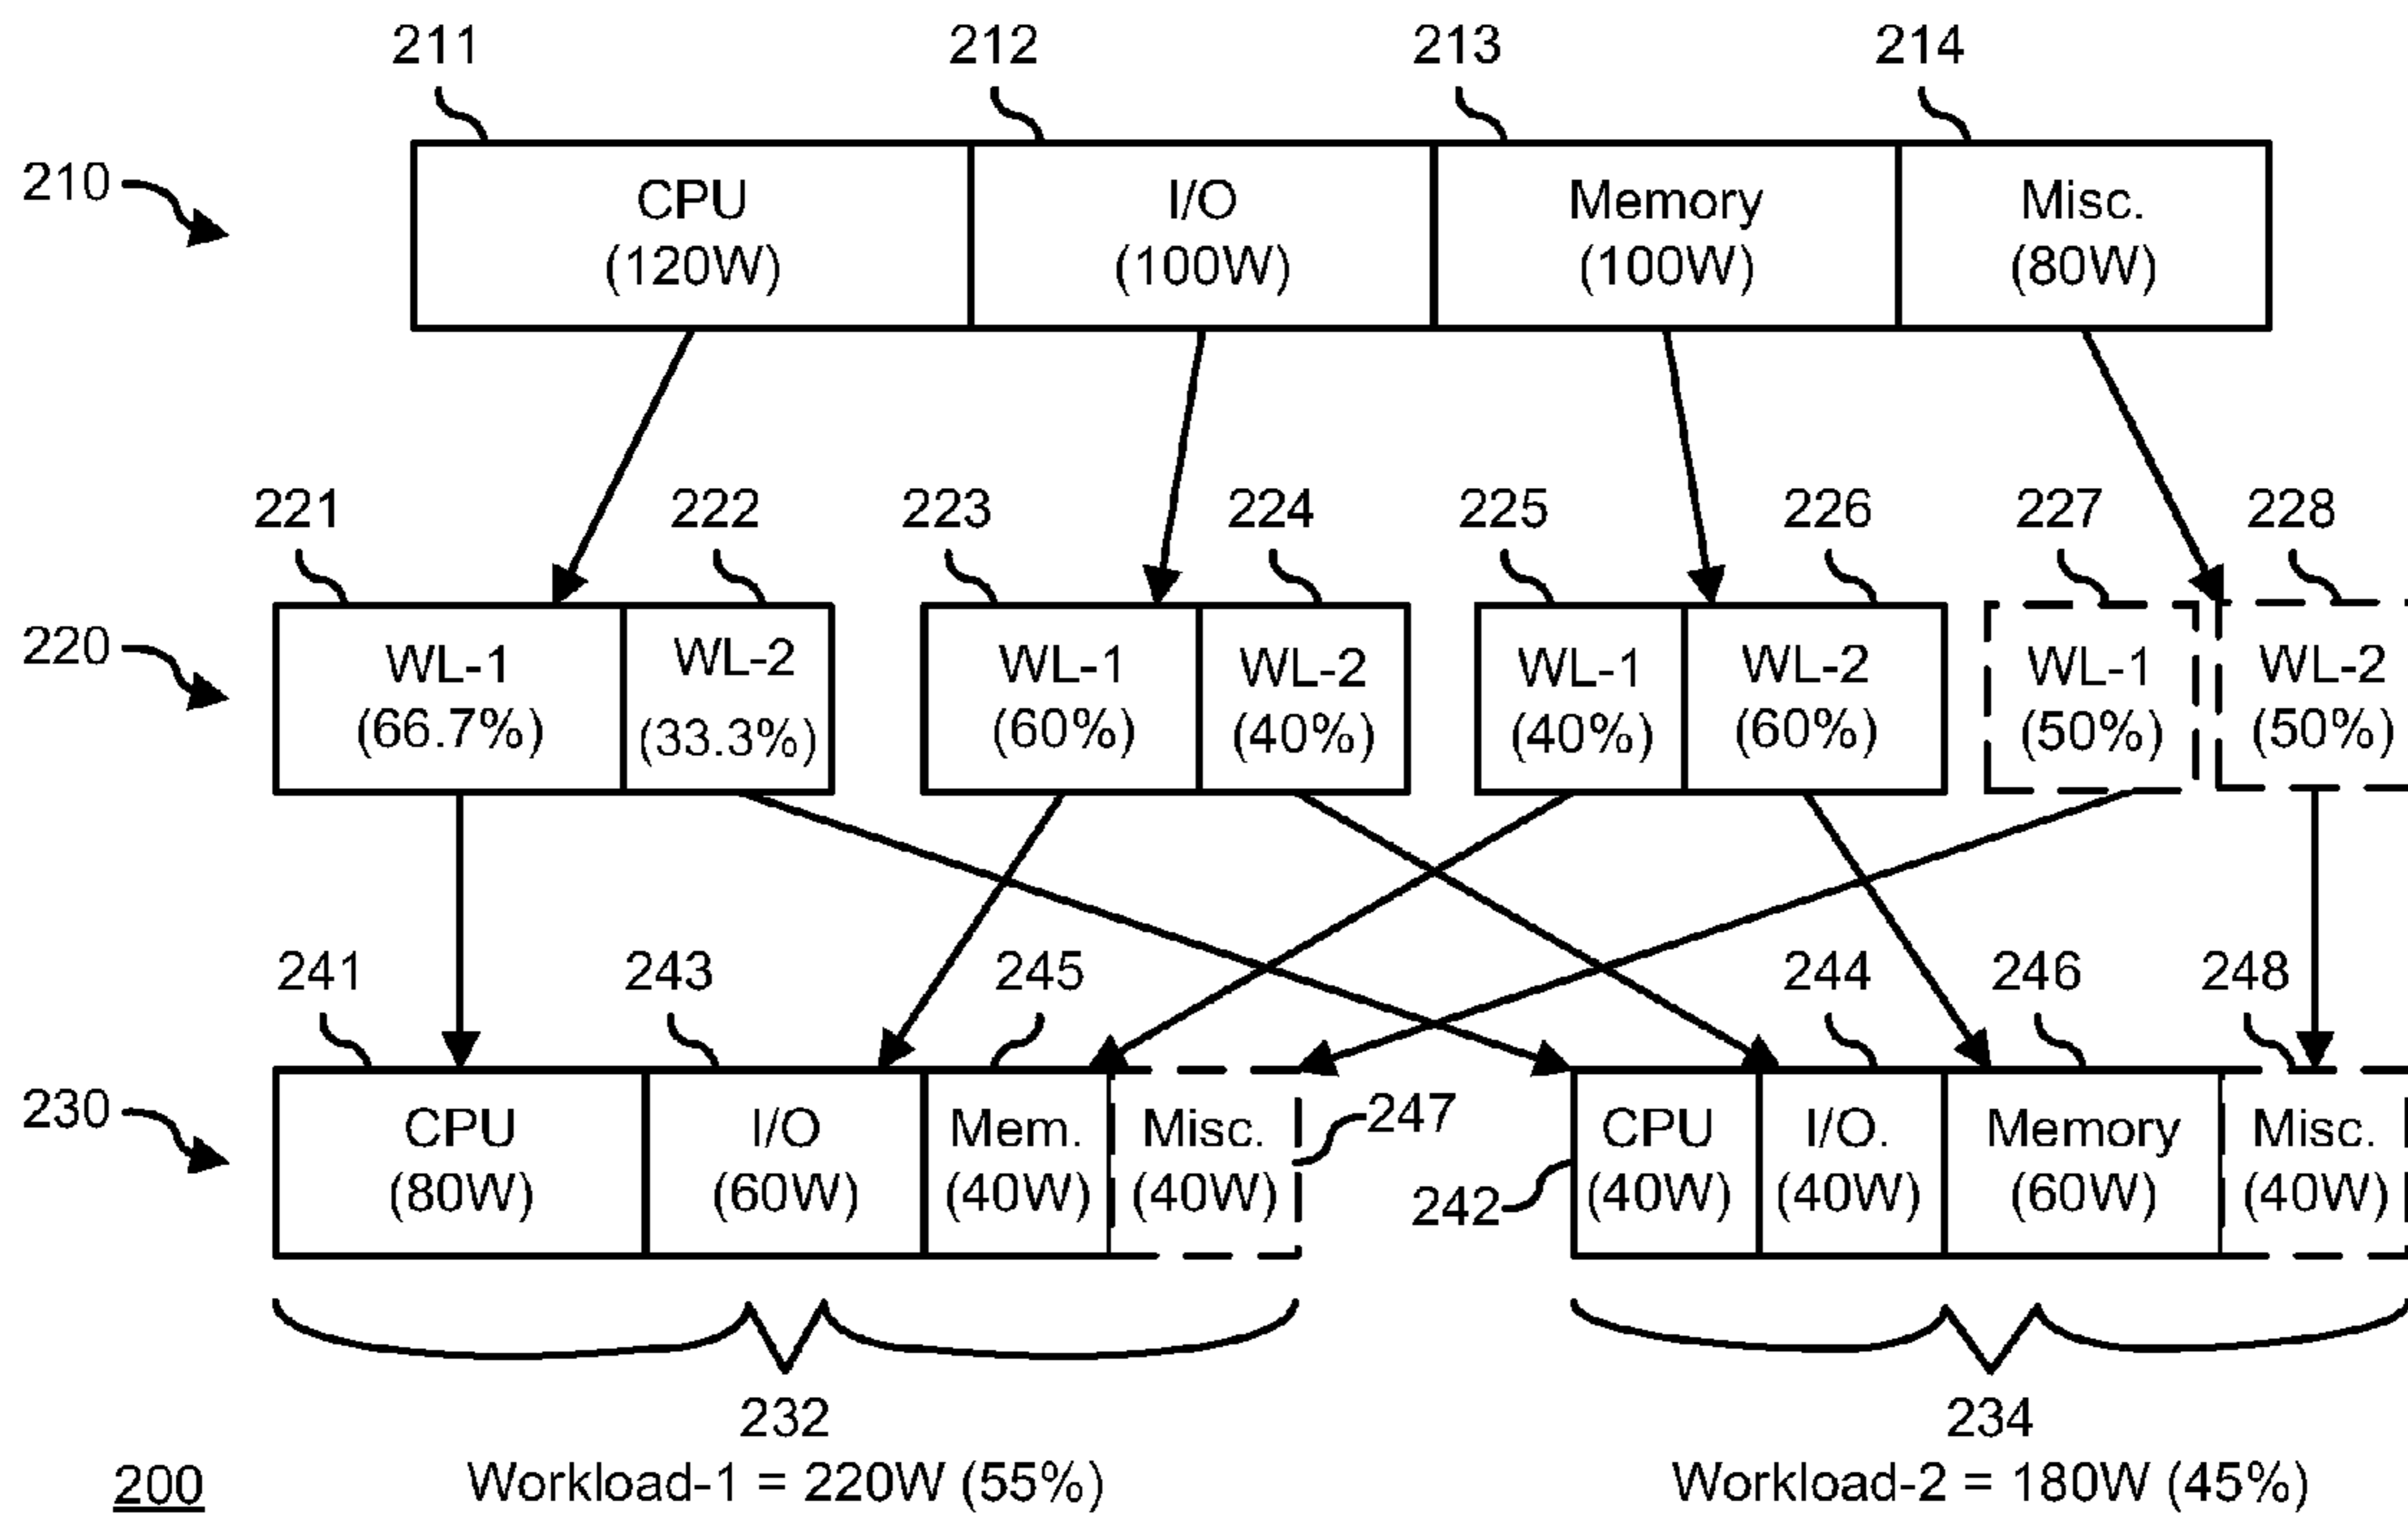 211
212
213
214
210
CPU
(120W)
I/O
(100W)
Memory
(100W)
Misc.
(80W)
221
222
223
224
225
226
227
228
220
WL-1
(66.7%)
WL-2
(33.3%)
WL-1
(60%)
WL-2
(40%)
WL-1
(40%)
WL-2
(60%)
WL-1
(50%)
WL-2
(50%)
241
243
245
244
246
248
230
CPU
(80W)
I/O
(60W)
Mem.
(40W)
Misc.
(40W)
247
242
CPU
(40W)
I/O.
(40W)
Memory
(60W)
Misc.
(40W)
232
Workload-1 = 220W (55%)
234
Workload-2 = 180W (45%)
200